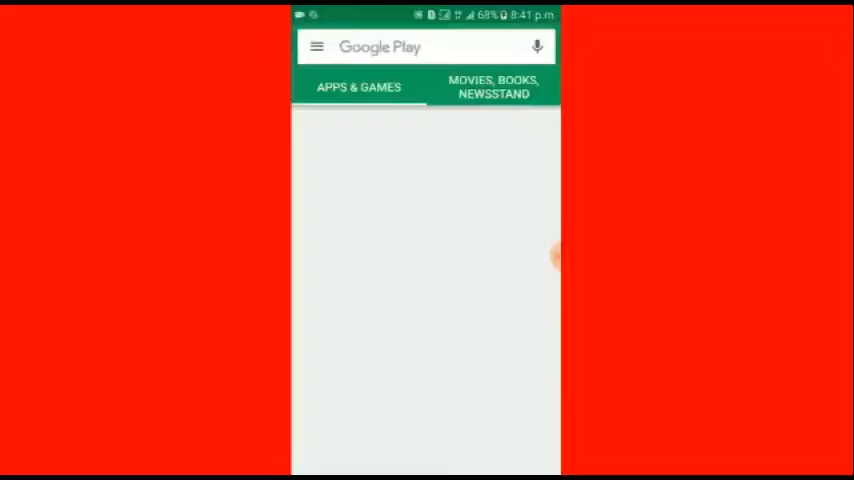 68% 8:41 p.m.
Google Play
APPS & GAMES
MOVIES, BOOKS,
NEWSSTAND